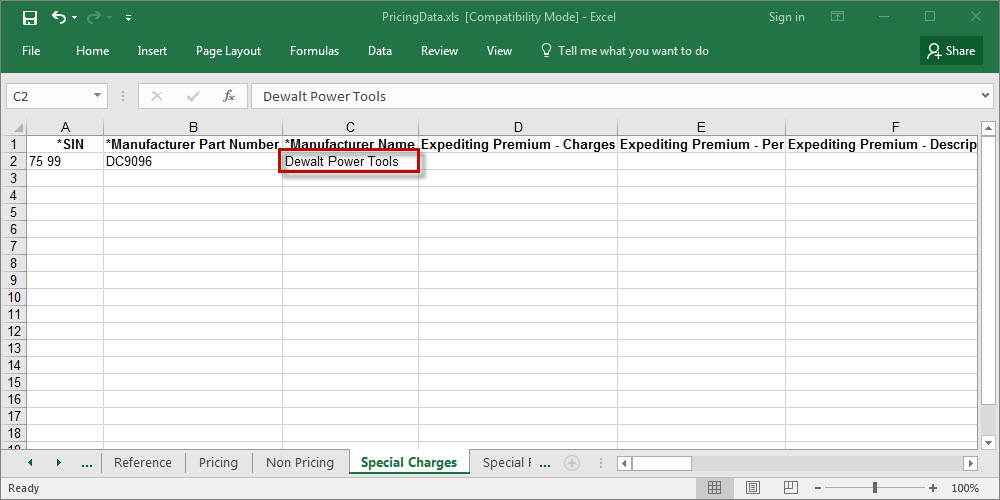 PricingData.xls [Compatibility Mode] - Excel
Sign in
File Home Insert Page Layout Formulas Data Review View Tell me what you want to do Share
C2 fx Dewalt Power Tools
A B C D E F
1 *SIN *Manufacturer Part Number *Manufacturer Name Expediting Premium - Charges Expediting Premium - Per Expediting Premium - Descrip
2 75 99 DC9096 Dewalt Power Tools
3
4
5
6
7
8
9
10
11
12
13
14
15
16
17
18
... Reference Pricing Non Pricing Special Charges Special ...
Ready 100%